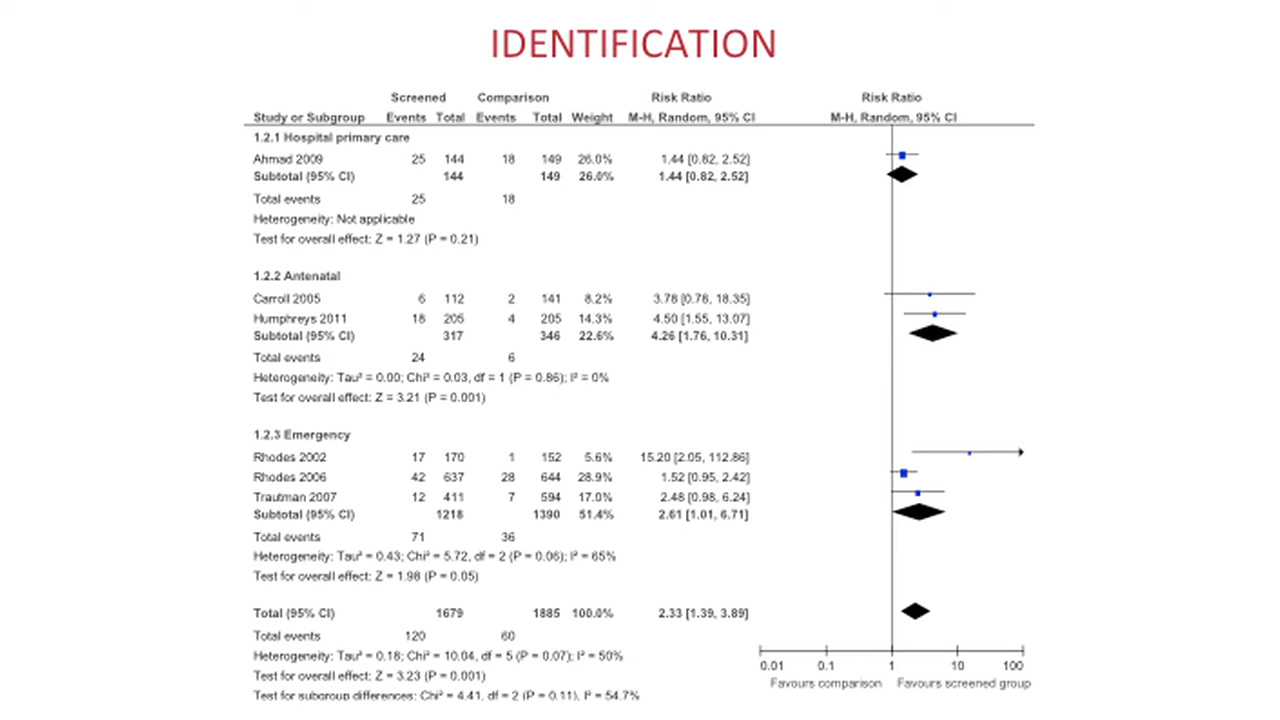 IDENTIFICATION
Screened Comparison Risk Ratio Risk Ratio
Study or Subgroup Events Total Events Total Weight M-H, Random, 95% CI M-H, Random, 95% CI
1.2.1 Hospital primary care
Ahmad 2009 25 144 18 149 26.0% 1.44 [0.82, 2.52]
Subtotal (95% CI) 144 149 26.0% 1.44 [0.82, 2.52]
Total events 25 18
Heterogeneity: Not applicable
Test for overall effect: Z = 1.27 (P = 0.21)
1.2.2 Antenatal
Carroll 2005 6 112 2 141 8.2% 3.78 [0.78, 18.35]
Humphreys 2011 18 205 4 205 14.3% 4.50 [1.55, 13.07]
Subtotal (95% CI) 317 346 22.6% 4.26 [1.76, 10.31]
Total events 24 6
Heterogeneity: Tau² = 0.00; Chi² = 0.03, df = 1 (P = 0.86); I² = 0%
Test for overall effect: Z = 3.21 (P = 0.001)
1.2.3 Emergency
Rhodes 2002 17 170 1 152 5.6% 15.20 [2.05, 112.86]
Rhodes 2006 42 637 28 644 28.9% 1.52 [0.95, 2.42]
Trautman 2007 12 411 7 594 17.0% 2.48 [0.98, 6.24]
Subtotal (95% CI) 1218 1390 51.4% 2.61 [1.01, 6.71]
Total events 71 36
Heterogeneity: Tau² = 0.43; Chi² = 5.72, df = 2 (P = 0.06); I² = 65%
Test for overall effect: Z = 1.98 (P = 0.05)
Total (95% CI) 1679 1885 100.0% 2.33 [1.39, 3.89]
Total events 120 60
Heterogeneity: Tau² = 0.18; Chi² = 10.04, df = 5 (P = 0.07); I² = 50%
Test for overall effect: Z = 3.23 (P = 0.001)
Test for subgroup differences: Chi² = 4.41, df = 2 (P = 0.11), I² = 54.7%
0.01 0.1 1 10 100
Favours comparison Favours screened group